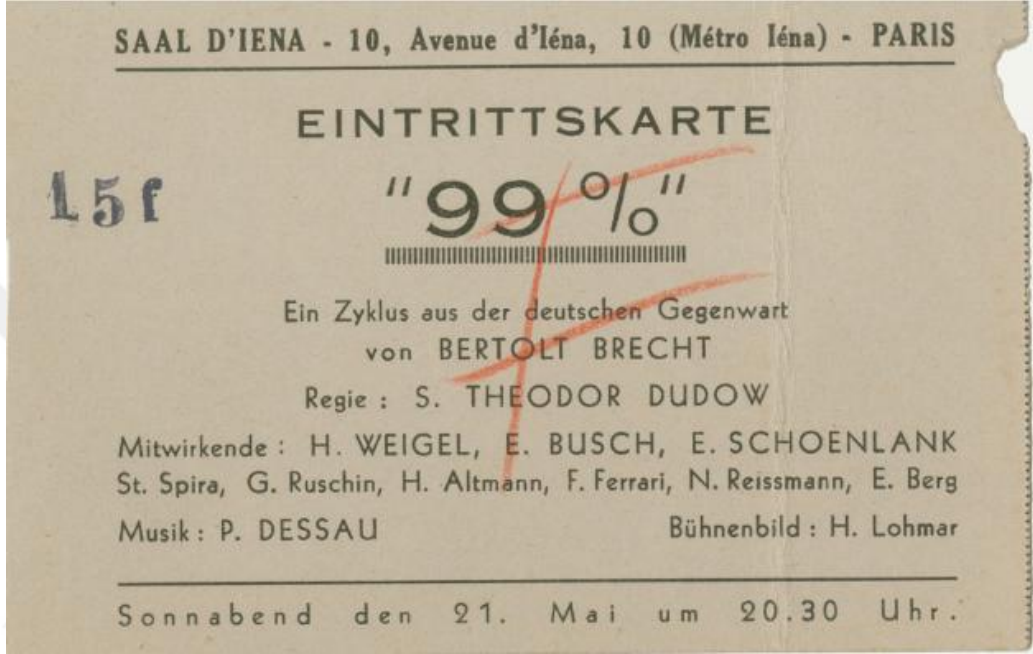 SAAL D'IENA - 10, Avenue d'Iéna, 10 (Métro Iéna) - PARIS
EINTRITTSKARTE
15f
"99 %"
Ein Zyklus aus der deutschen Gegenwart
von BERTOLT BRECHT
Regie : S. THEODOR DUDOW
Mitwirkende : H. WEIGEL, E. BUSCH, E. SCHOENLANK
St. Spira, G. Ruschin, H. Altmann, F. Ferrari, N. Reissmann, E. Berg
Musik : P. DESSAU Bühnenbild : H. Lohmar
Sonnabend den 21. Mai um 20.30 Uhr.